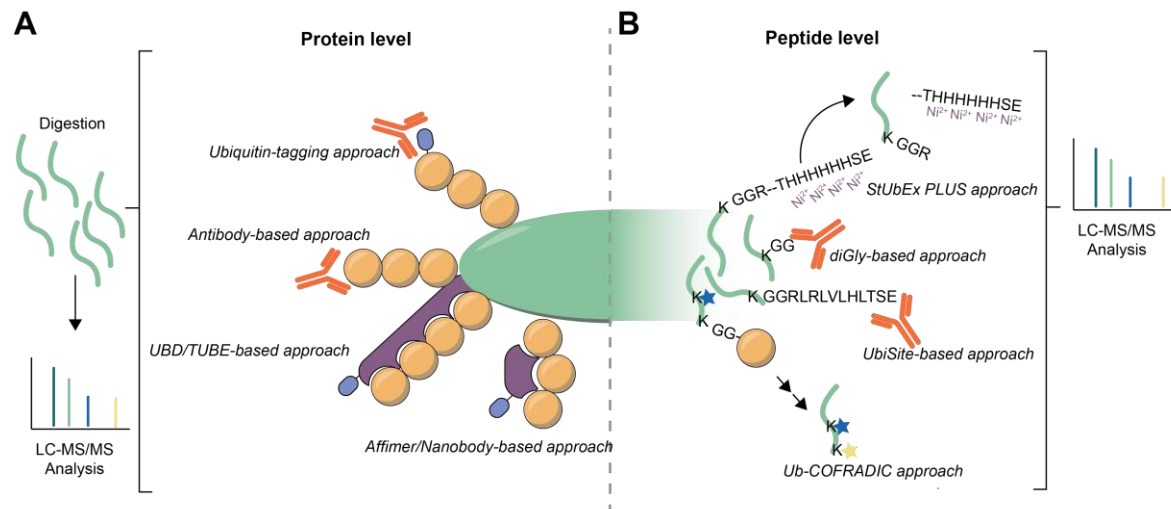 A
Protein level
Digestion
Ubiquitin-tagging approach
Antibody-based approach
UBD/TUBE-based approach
Affimer/Nanobody-based approach
LC-MS/MS
Analysis
B
Peptide level
--THHHHHHSE
Ni²⁺ Ni²⁺ Ni²⁺ Ni²⁺
K GGR
K GGR--THHHHHHSE
Ni²⁺ Ni²⁺ Ni²⁺ Ni²⁺
StUbEx PLUS approach
KGG
diGly-based approach
K
K GGRLRLVLHLTSE
K GG-
UbiSite-based approach
K
K
Ub-COFRADIC approach
LC-MS/MS
Analysis